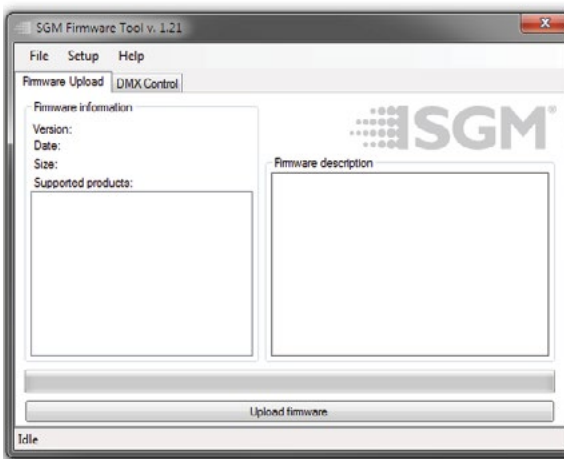 SGM Firmware Tool v. 1.21
File Setup Help
Firmware Upload DMX Control
Firmware information
Version:
Date:
Size:
Supported products:
SGM®
Firmware description
Upload firmware
Idle